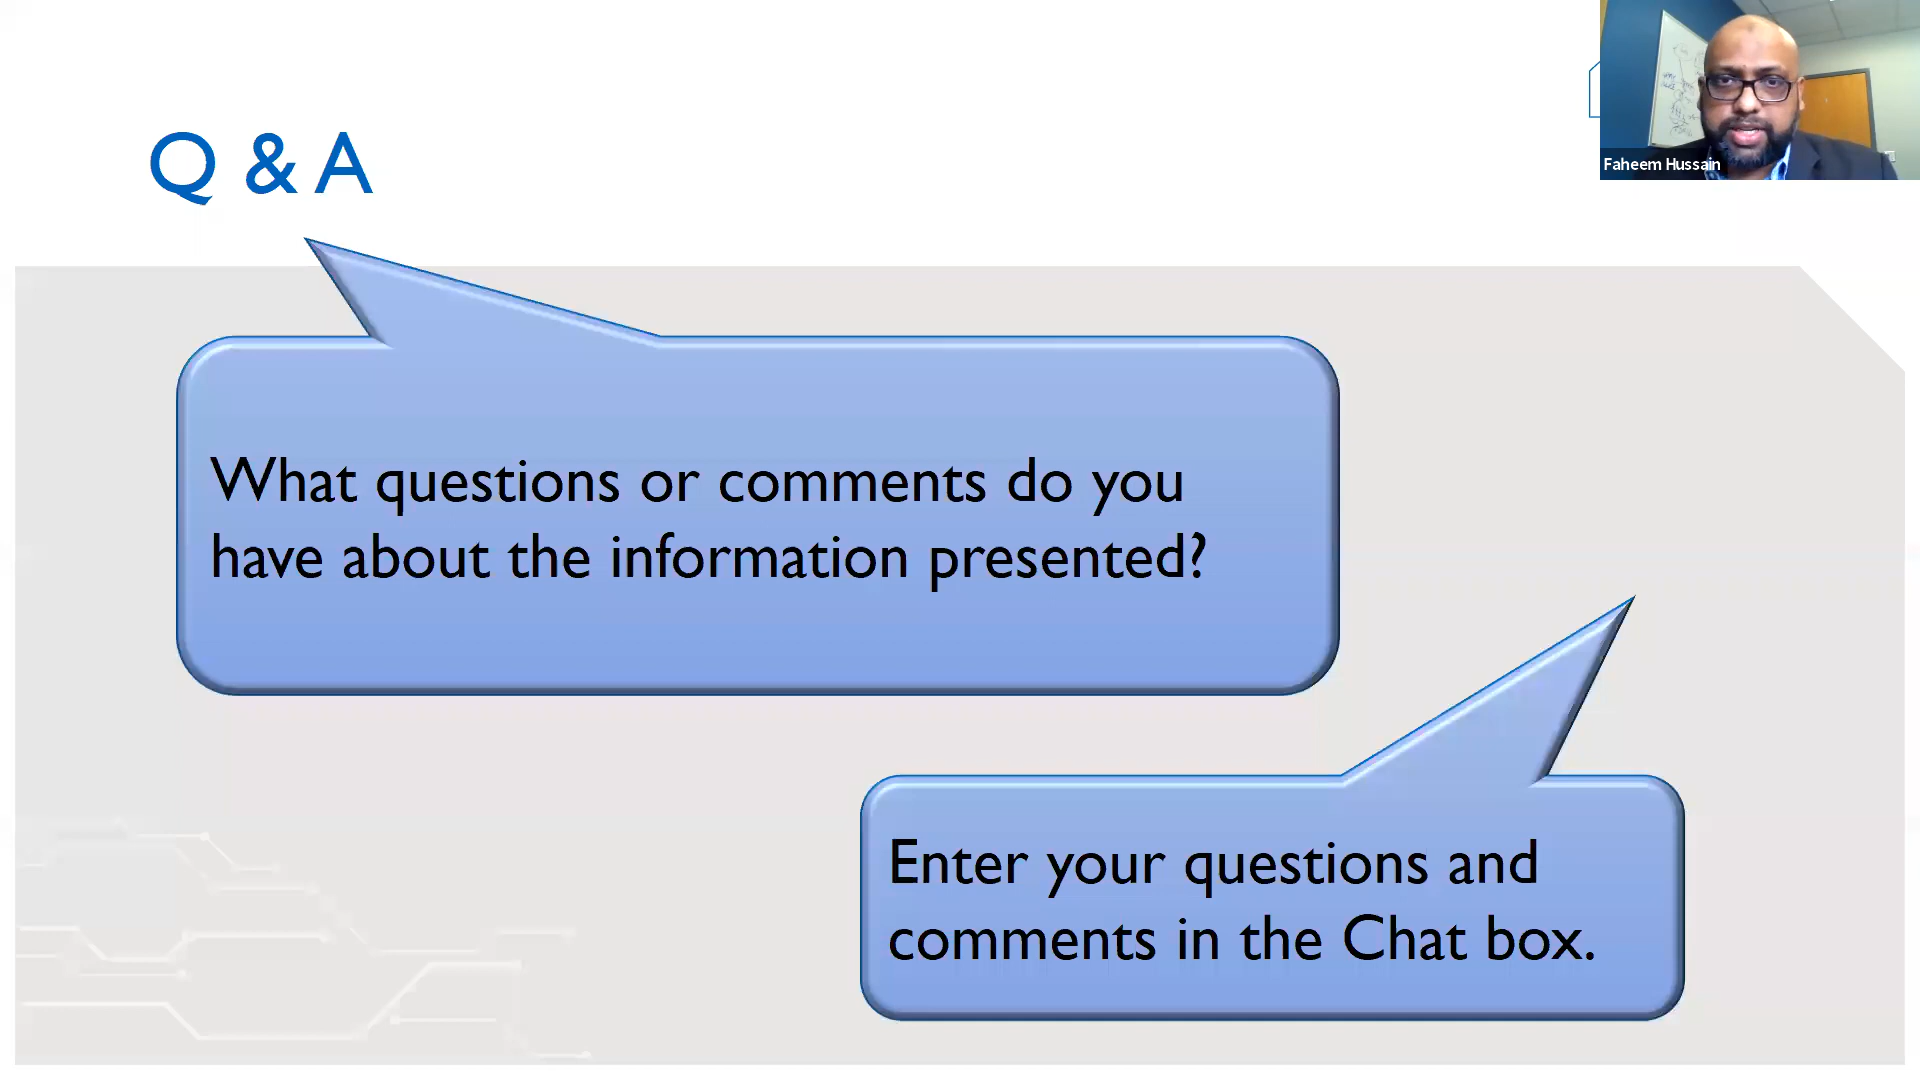 Q & A
Faheem Hussain
What questions or comments do you
have about the information presented?
Enter your questions and
comments in the Chat box.